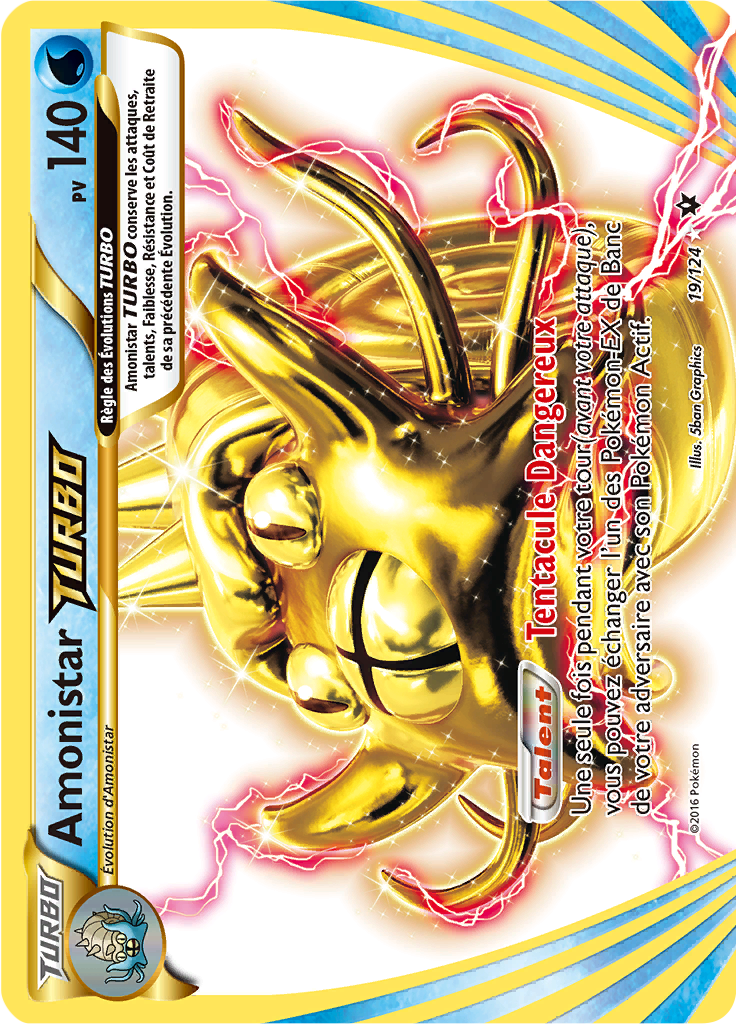 TURBO
Amonistar TURBO
PV 140
Évolution d'Amonistar
Règle des Évolutions TURBO
Amonistar TURBO conserve les attaques,
talents, Faiblesse, Résistance et Coût de Retraite
de sa précédente Évolution.
Talent Tentacule Dangereux
Une seule fois pendant votre tour (avant votre attaque),
vous pouvez échanger l'un des Pokémon-EX de Banc
de votre adversaire avec son Pokémon Actif.
©2016 Pokémon
Illus. 5ban Graphics
19/124